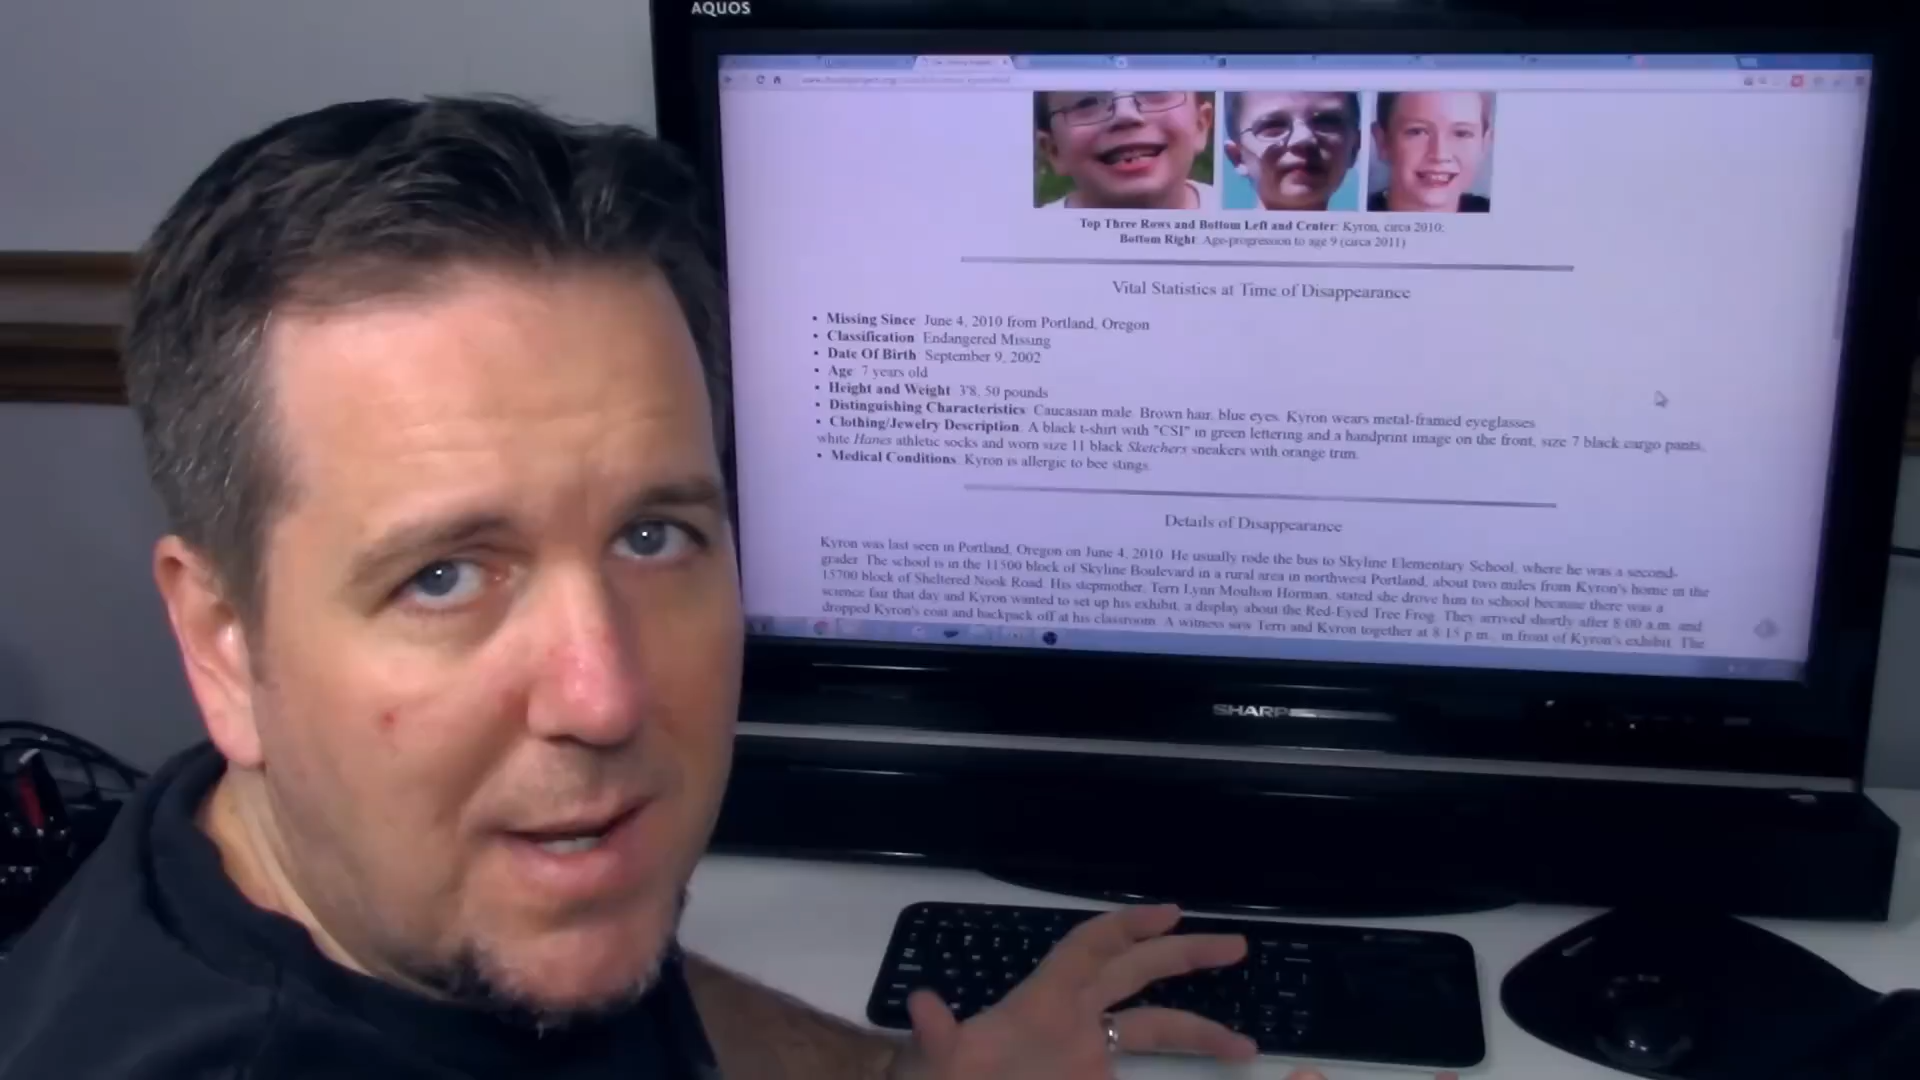 AQUOS
Top Three Rows and Bottom Left and Center: Kyron, circa 2010;
Bottom Right: Age-progression to age 9 (circa 2011)
Vital Statistics at Time of Disappearance
• Missing Since: June 4, 2010 from Portland, Oregon
• Classification: Endangered Missing
• Date Of Birth: September 9, 2002
• Age: 7 years old
• Height and Weight: 3'8, 50 pounds
• Distinguishing Characteristics: Caucasian male. Brown hair, blue eyes. Kyron wears metal-framed eyeglasses.
• Clothing/Jewelry Description: A black t-shirt with "CSI" in green lettering and a handprint image on the front, size 7 black cargo pants,
white Hanes athletic socks and worn size 11 black Sketchers sneakers with orange trim.
• Medical Conditions: Kyron is allergic to bee stings.
Details of Disappearance
Kyron was last seen in Portland, Oregon on June 4, 2010. He usually rode the bus to Skyline Elementary School, where he was a second-
grader. The school is in the 11500 block of Skyline Boulevard in a rural area in northwest Portland, about two miles from Kyron's home in the
15700 block of Sheltered Nook Road. His stepmother, Terri Lynn Moulton Horman, stated she drove him to school because there was a
science fair that day and Kyron wanted to set up his exhibit, a display about the Red-Eyed Tree Frog. They arrived shortly after 8:00 a.m. and
dropped Kyron's coat and backpack off at his classroom. A witness saw Terri and Kyron together at 8:15 p.m., in front of Kyron's exhibit. The
SHARP